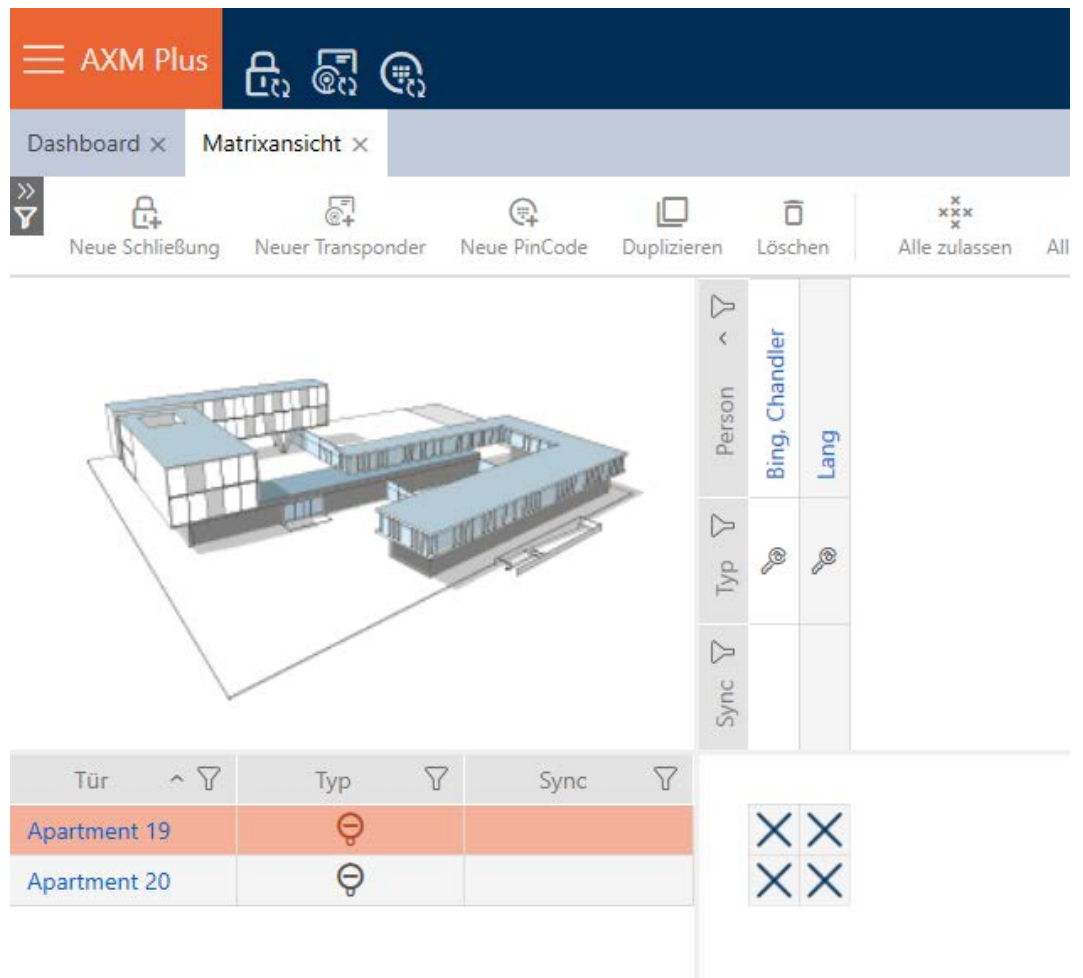 AXM Plus
Dashboard Matrixansicht
Neue Schließung Neuer Transponder Neue PinCode Duplizieren Löschen Alle zulassen All
Person
Bing, Chandler
Lang
Typ
Sync
Tür Typ Sync
Apartment 19
Apartment 20